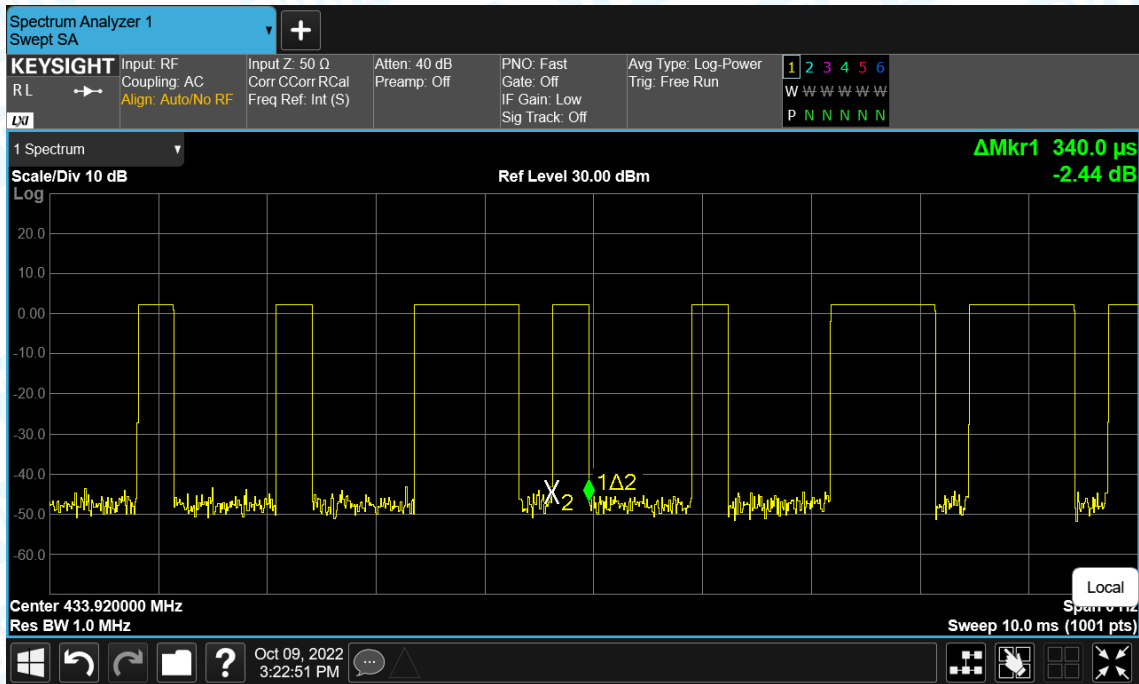 Spectrum Analyzer 1
Swept SA
+
KEYSIGHT
RL
LXI
Input: RF
Coupling: AC
Align: Auto/No RF
Input Z: 50 Ω
Corr CCorr RCal
Freq Ref: Int (S)
Atten: 40 dB
Preamp: Off
PNO: Fast
Gate: Off
IF Gain: Low
Sig Track: Off
Avg Type: Log-Power
Trig: Free Run
1 2 3 4 5 6
W W W W W W
P N N N N N
1 Spectrum
ΔMkr1 340.0 µs
-2.44 dB
Scale/Div 10 dB
Ref Level 30.00 dBm
Log
20.0
10.0
0.00
-10.0
-20.0
-30.0
-40.0
-50.0
-60.0
X2
1Δ2
Local
Center 433.920000 MHz
Span 0 Hz
Res BW 1.0 MHz
Sweep 10.0 ms (1001 pts)
?
Oct 09, 2022
3:22:51 PM